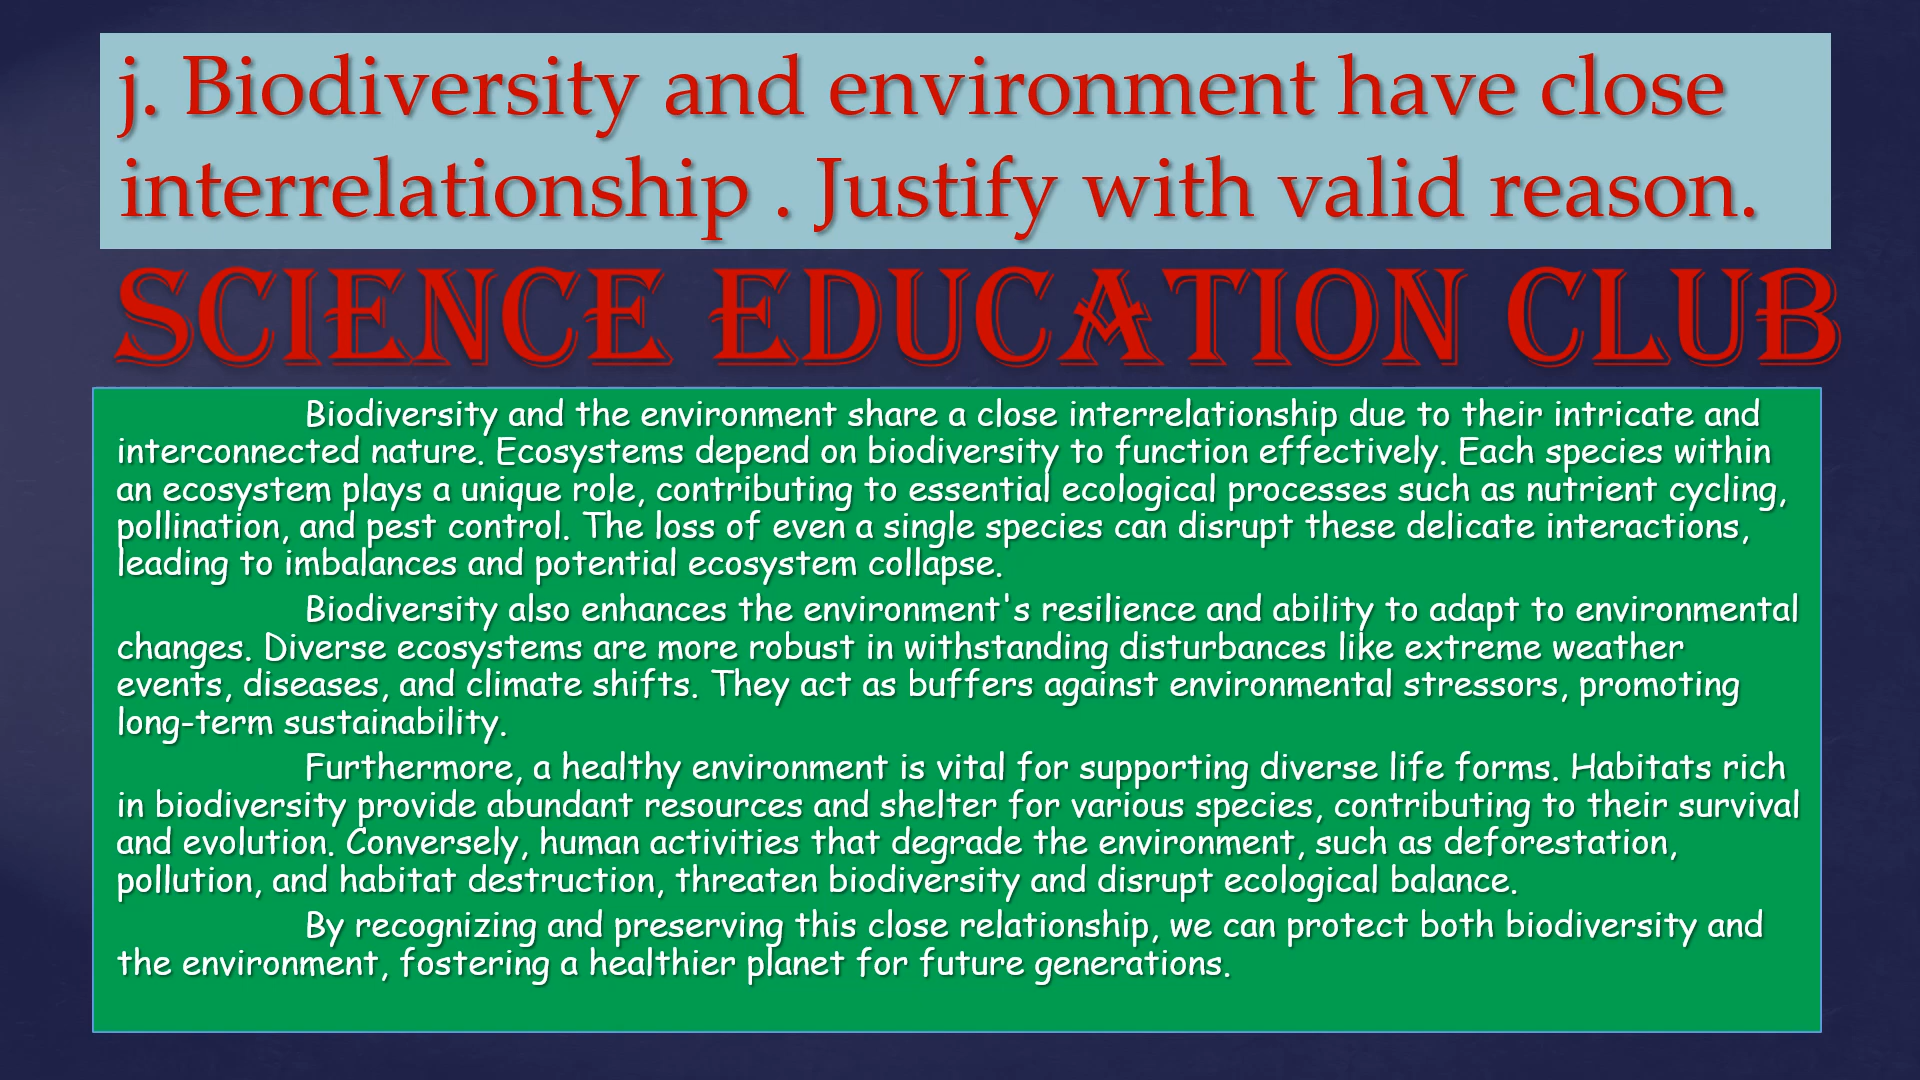 j. Biodiversity and environment have close
interrelationship . Justify with valid reason.
SCIENCE EDUCATION CLUB
Biodiversity and the environment share a close interrelationship due to their intricate and
interconnected nature. Ecosystems depend on biodiversity to function effectively. Each species within
an ecosystem plays a unique role, contributing to essential ecological processes such as nutrient cycling,
pollination, and pest control. The loss of even a single species can disrupt these delicate interactions,
leading to imbalances and potential ecosystem collapse.
Biodiversity also enhances the environment's resilience and ability to adapt to environmental
changes. Diverse ecosystems are more robust in withstanding disturbances like extreme weather
events, diseases, and climate shifts. They act as buffers against environmental stressors, promoting
long-term sustainability.
Furthermore, a healthy environment is vital for supporting diverse life forms. Habitats rich
in biodiversity provide abundant resources and shelter for various species, contributing to their survival
and evolution. Conversely, human activities that degrade the environment, such as deforestation,
pollution, and habitat destruction, threaten biodiversity and disrupt ecological balance.
By recognizing and preserving this close relationship, we can protect both biodiversity and
the environment, fostering a healthier planet for future generations.